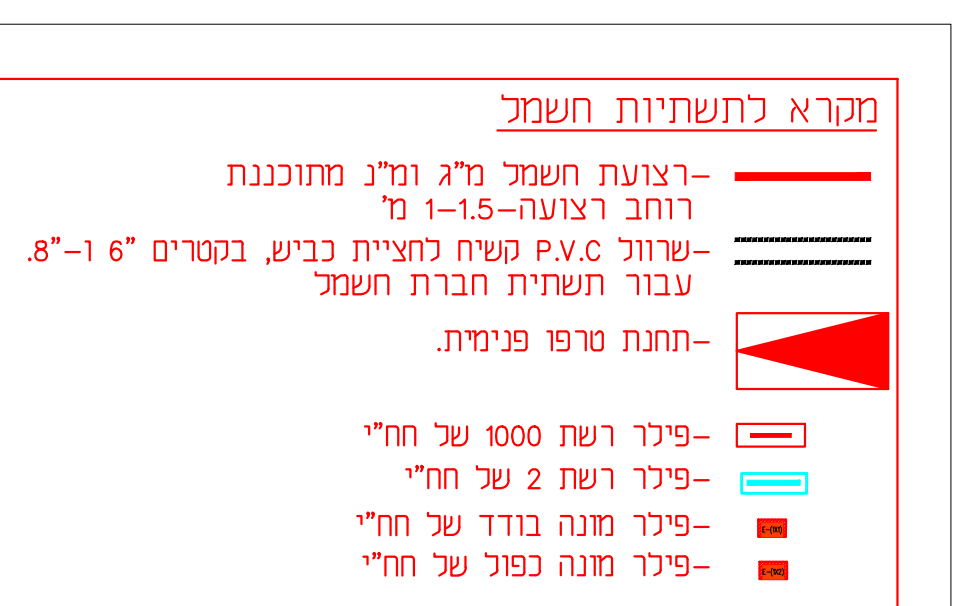 מקרא לתשתיות חשמל
–רצועת חשמל מ"ג ומ"נ מתוכננת
רוחב רצועה–1–1.5 מ'
–שרוול P.V.C קשיח לחציית כביש, בקטרים "6 ו–"8.
עבור תשתית חברת חשמל
–תחנת טרפו פנימית.
–פילר רשת 1000 של חח"י
–פילר רשת 2 של חח"י
–פילר מונה בודד של חח"י
–פילר מונה כפול של חח"י